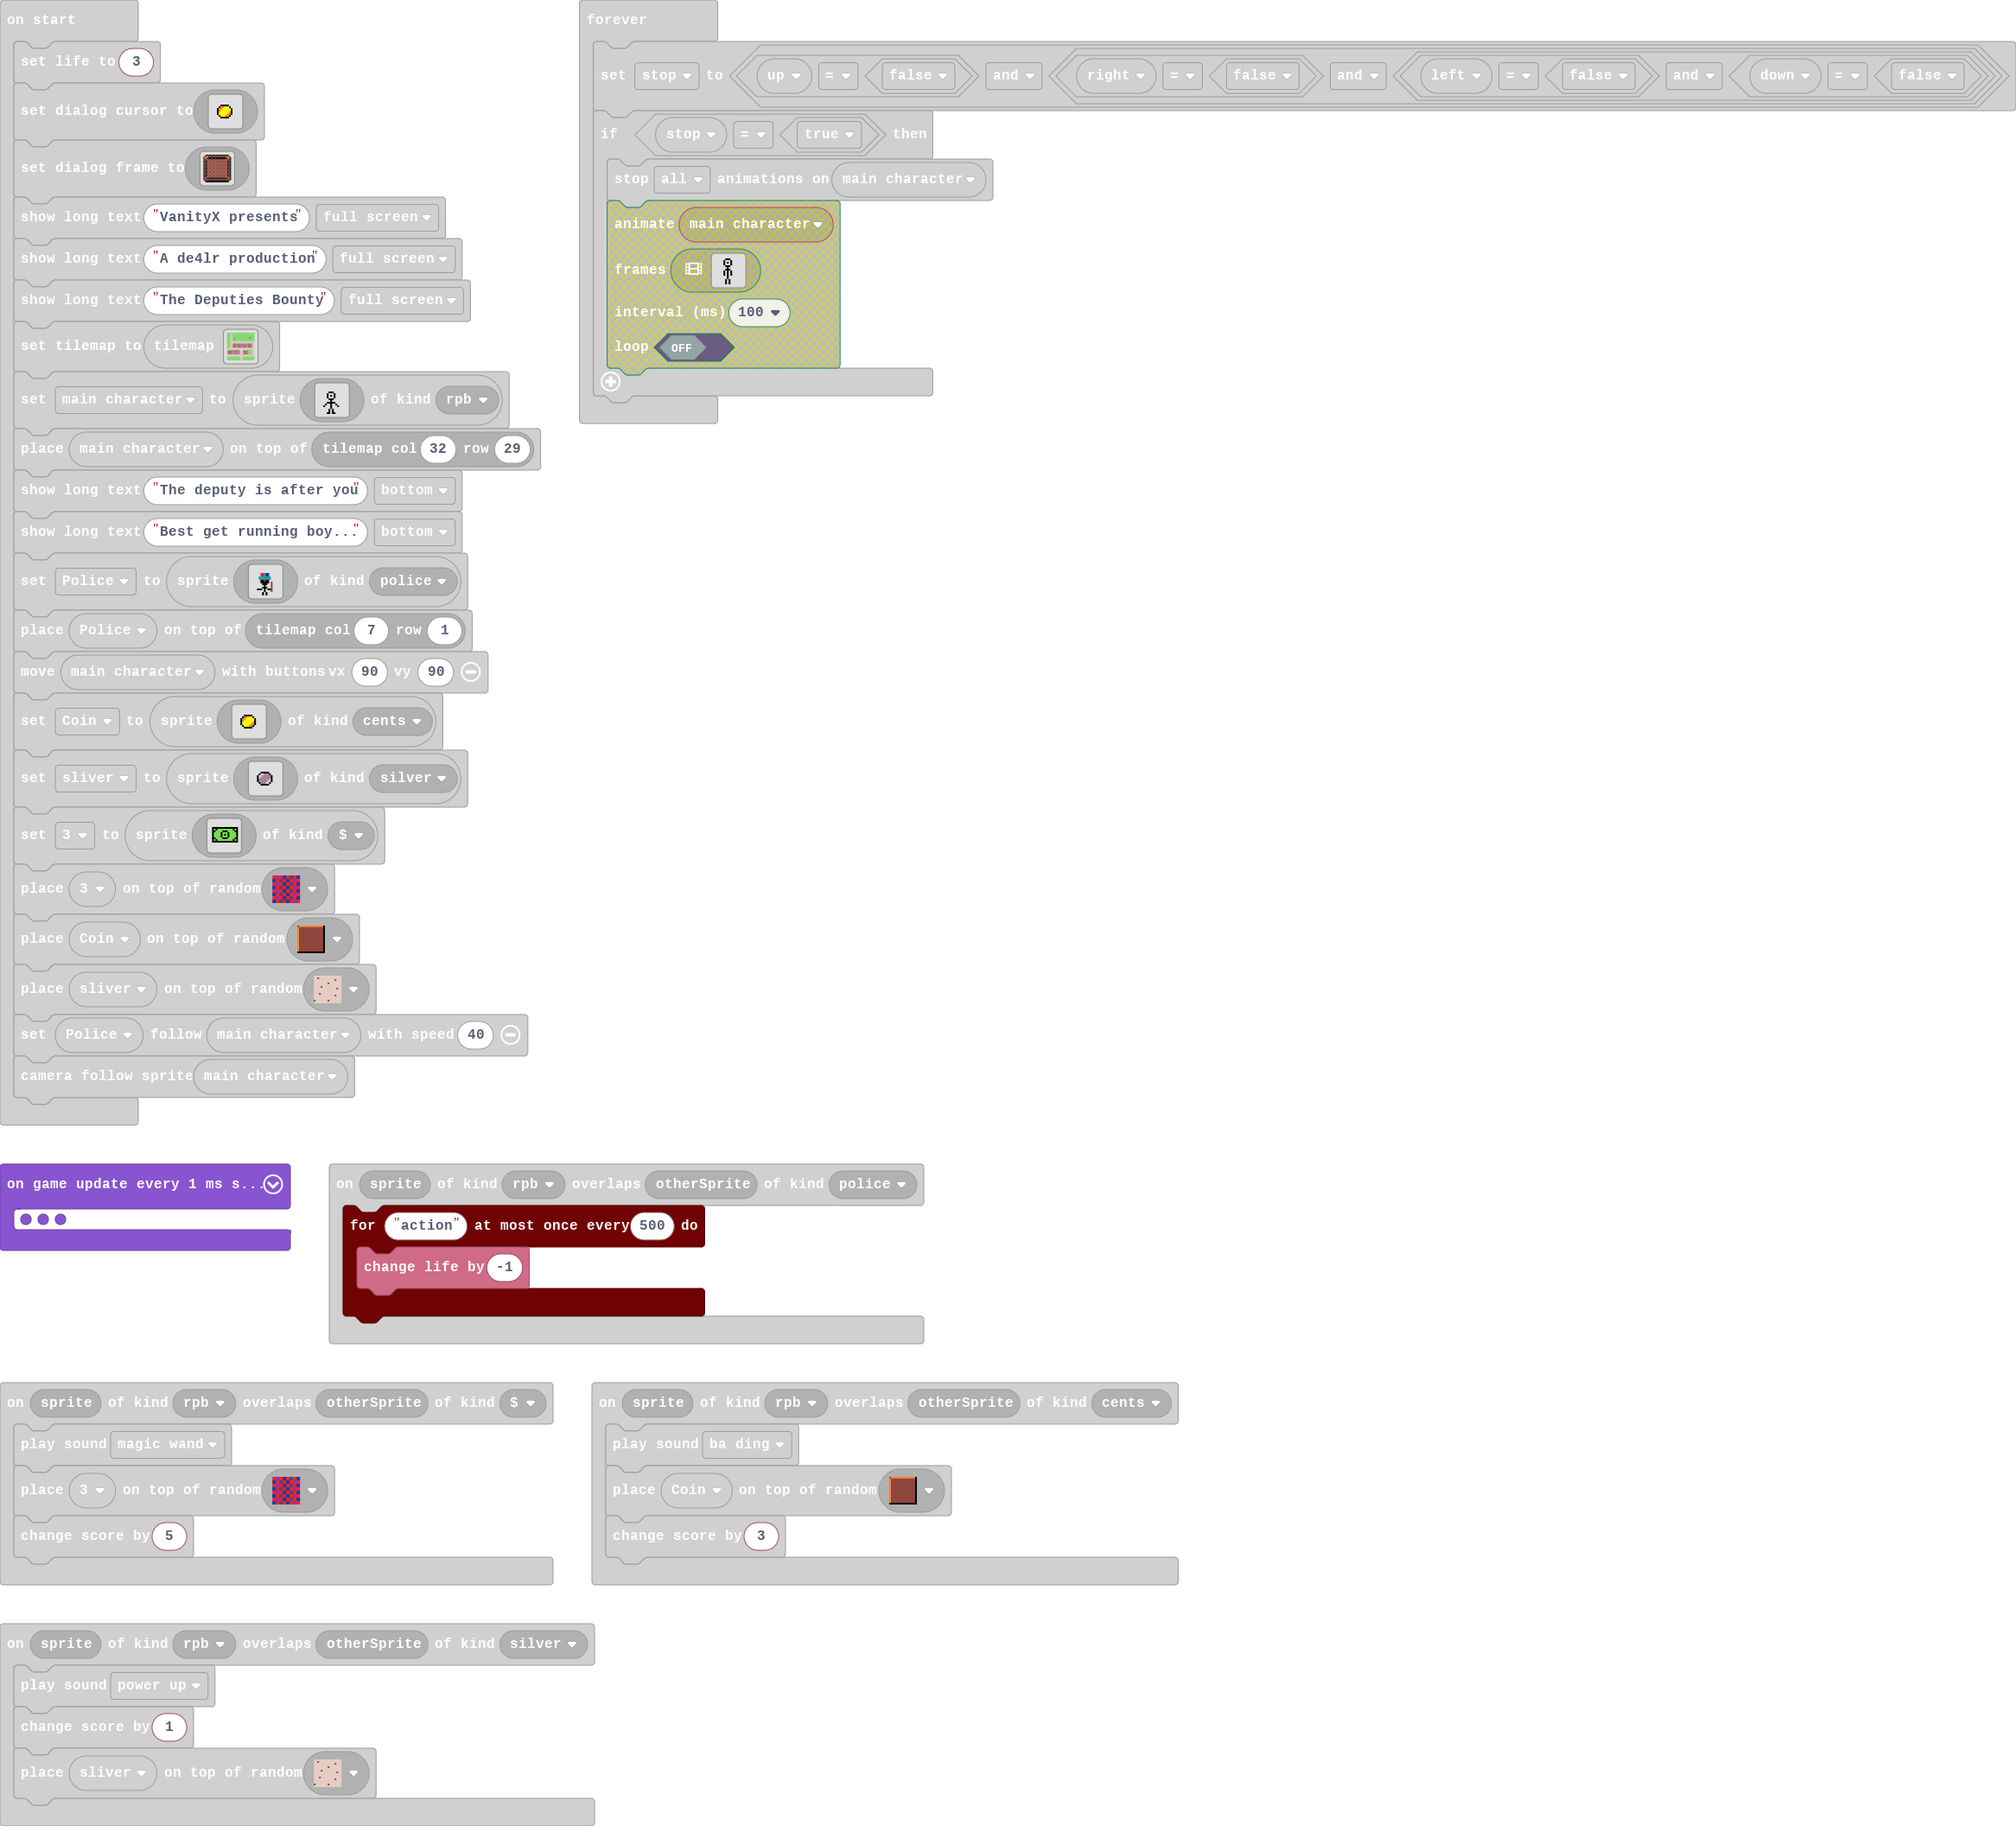 on start
set life to 3
set dialog cursor to
set dialog frame to
show long text "VanityX presents" full screen
show long text "A de4lr production" full screen
show long text "The Deputies Bounty" full screen
set tilemap to tilemap
set main character to sprite of kind rpb
place main character on top of tilemap col 32 row 29
show long text "The deputy is after you" bottom
show long text "Best get running boy..." bottom
set Police to sprite of kind police
place Police on top of tilemap col 7 row 1
move main character with buttons vx 90 vy 90
set Coin to sprite of kind cents
set sliver to sprite of kind silver
set 3 to sprite of kind $
place 3 on top of random
place Coin on top of random
place sliver on top of random
set Police follow main character with speed 40
camera follow sprite main character
forever
set stop to up = false and right = false and left = false and down = false
if stop = true then
stop all animations on main character
animate main character
frames
interval (ms) 100
loop OFF
on game update every 1 ms s...
on sprite of kind rpb overlaps otherSprite of kind police
for "action" at most once every 500 do
change life by -1
on sprite of kind rpb overlaps otherSprite of kind $
play sound magic wand
place 3 on top of random
change score by 5
on sprite of kind rpb overlaps otherSprite of kind cents
play sound ba ding
place Coin on top of random
change score by 3
on sprite of kind rpb overlaps otherSprite of kind silver
play sound power up
change score by 1
place sliver on top of random